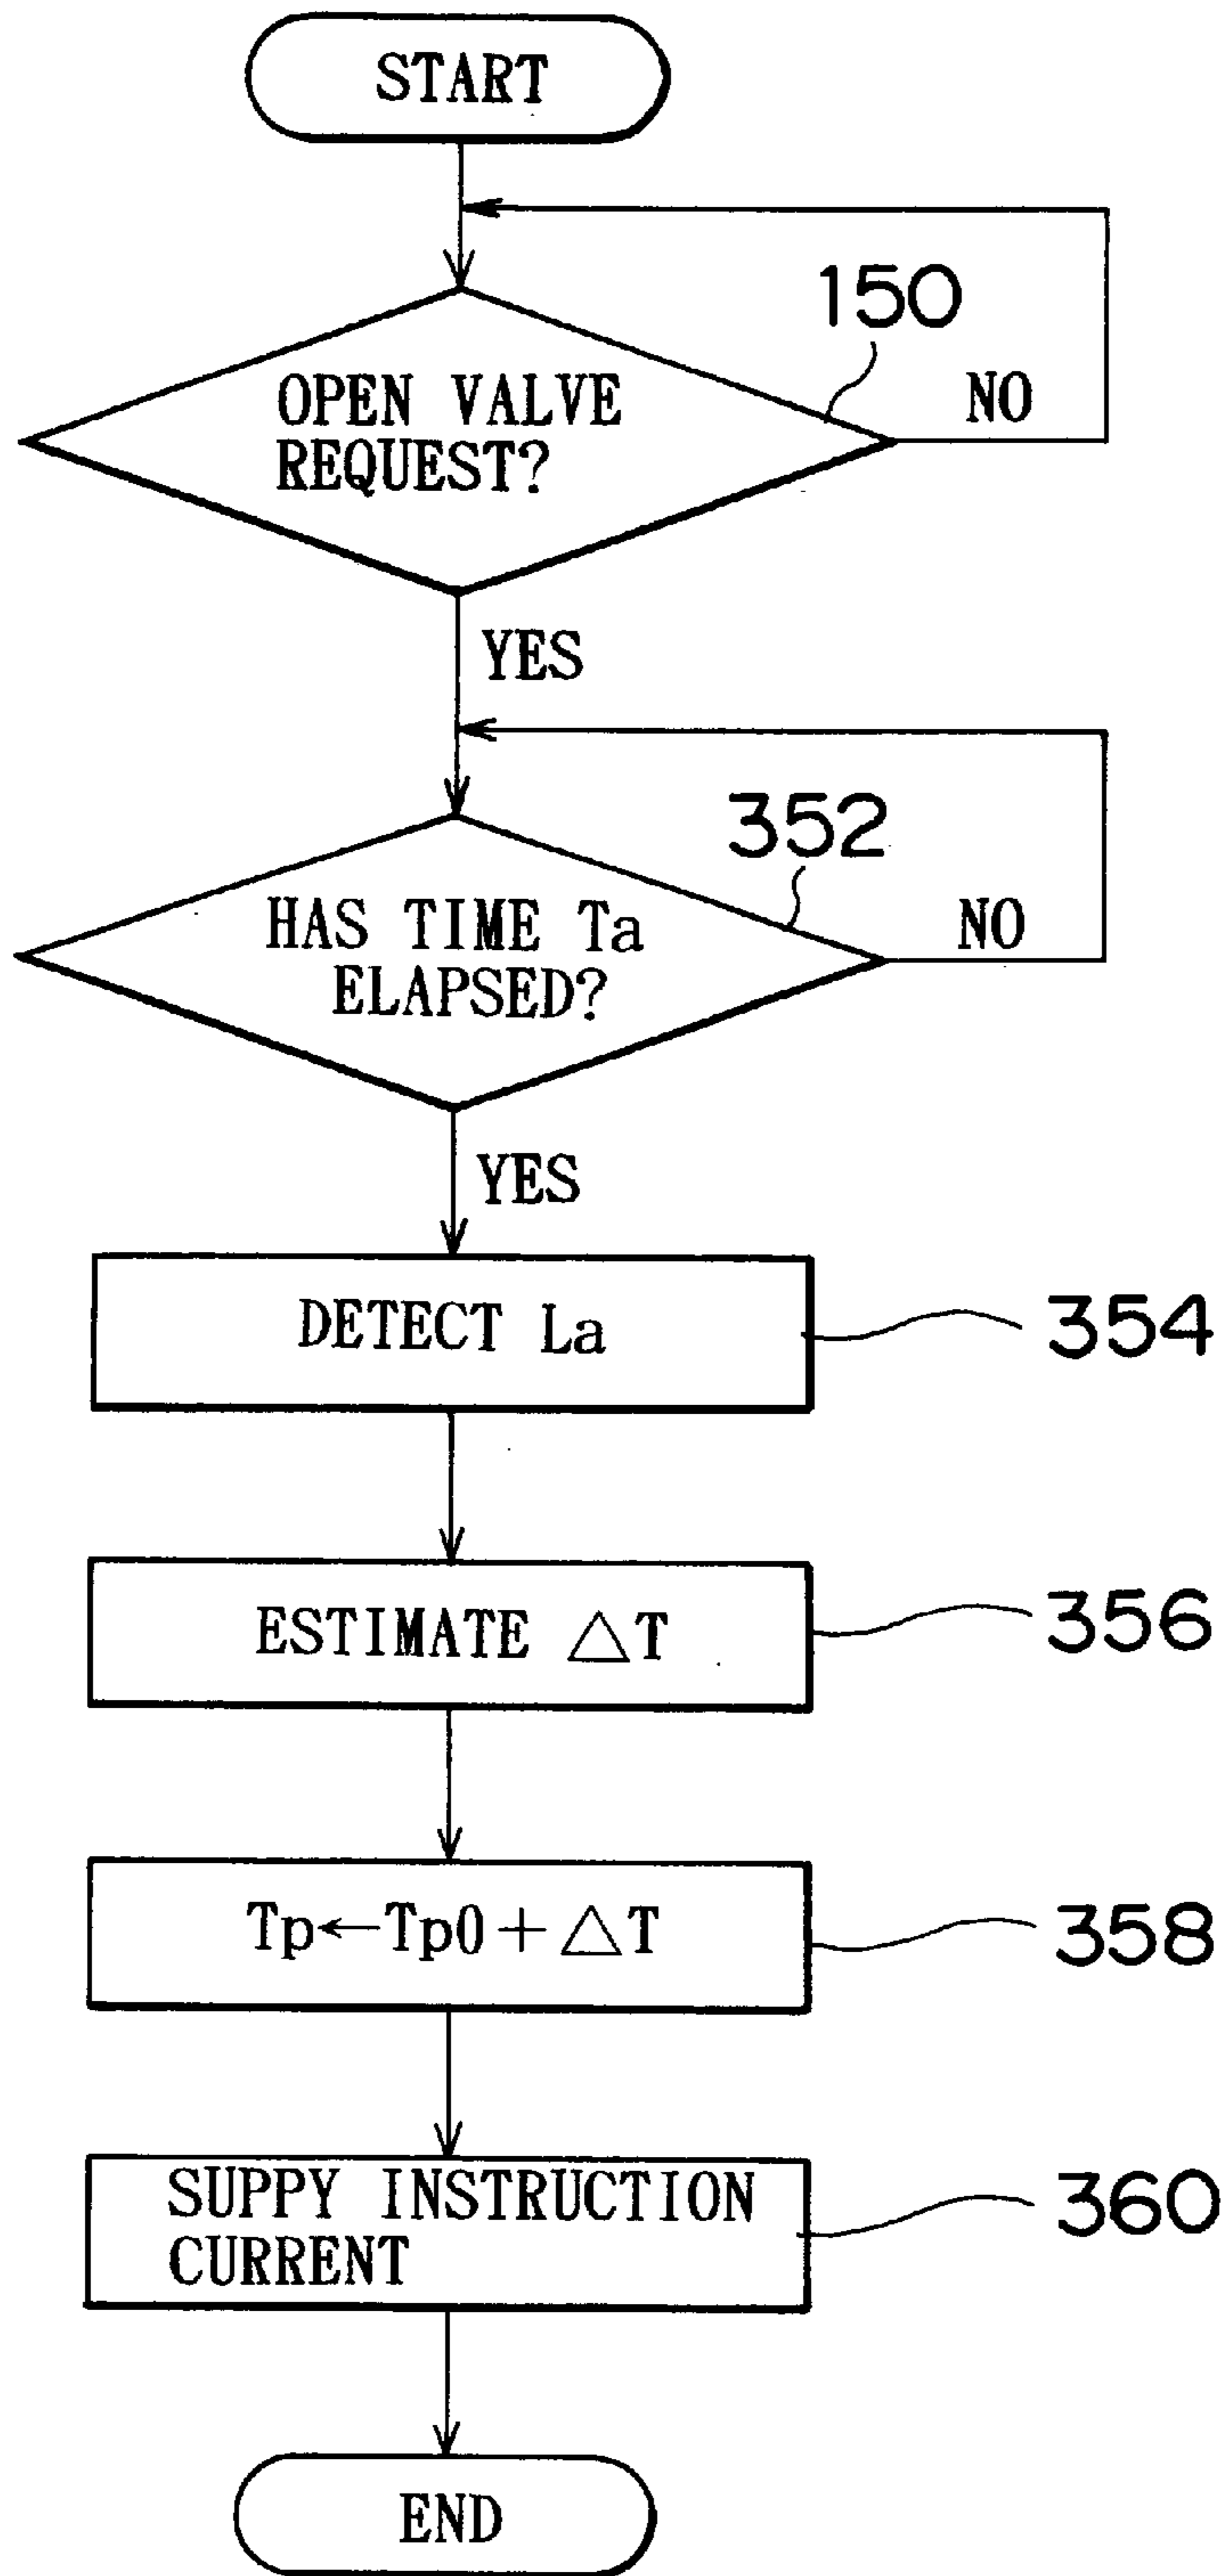 START
150
OPEN VALVE
REQUEST?
NO
YES
352
HAS TIME Ta
ELAPSED?
NO
YES
DETECT La
354
ESTIMATE △T
356
Tp←Tp0+△T
358
SUPPY INSTRUCTION
CURRENT
360
END